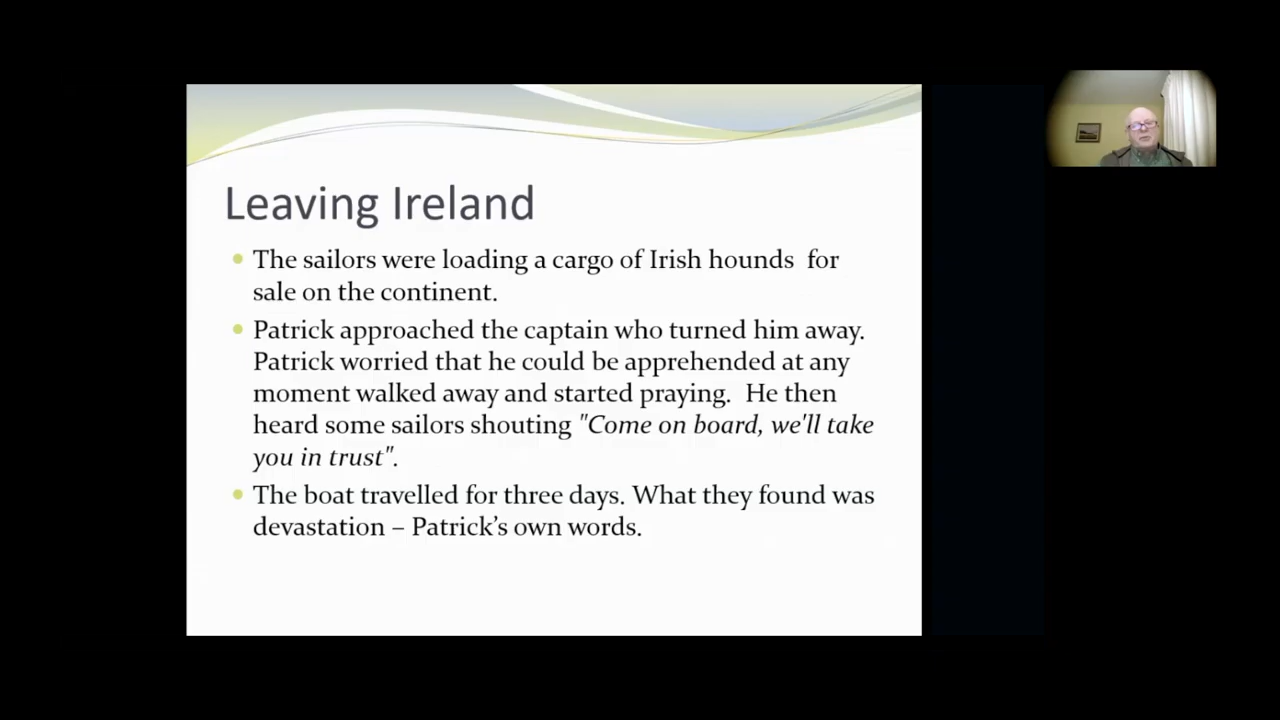 Leaving Ireland
The sailors were loading a cargo of Irish hounds  for
sale on the continent.
Patrick approached the captain who turned him away.
Patrick worried that he could be apprehended at any
moment walked away and started praying.  He then
heard some sailors shouting "Come on board, we'll take
you in trust".
The boat travelled for three days. What they found was
devastation – Patrick’s own words.